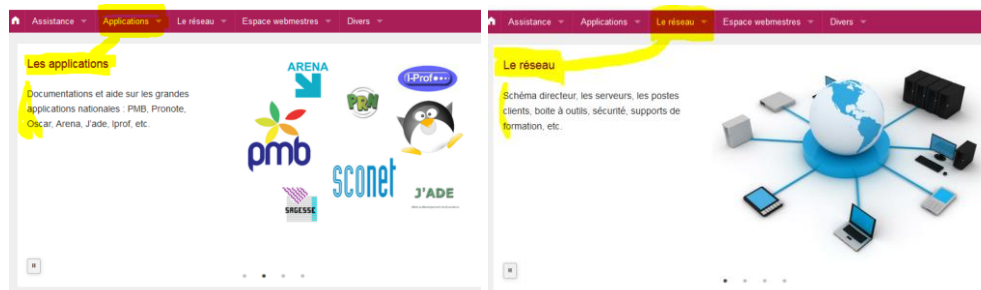 Assistance Applications Le réseau Espace webmestres Divers
Les applications
Documentations et aide sur les grandes
applications nationales : PMB, Pronote,
Oscar, Arena, J'ade, Iprof, etc.
ARENA
I-Prof
PRN
pmb
sconet
SAGESSE
J'ADE
Assistance Applications Le réseau Espace webmestres Divers
Le réseau
Schéma directeur, les serveurs, les postes
clients, boite à outils, sécurité, supports de
formation, etc.